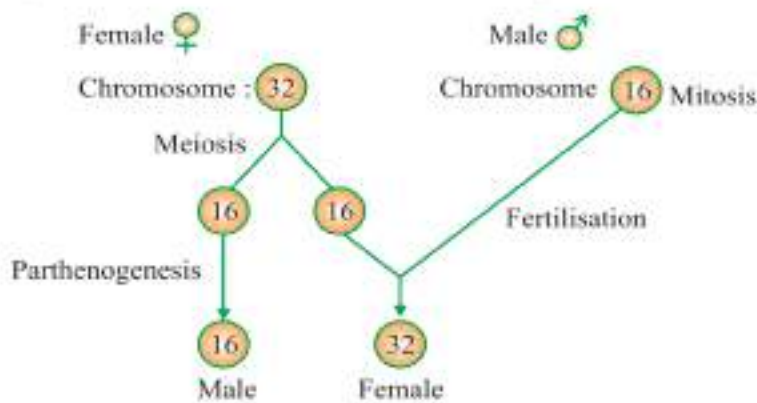 Female Male
Chromosome : 32 Chromosome 16 Mitosis
Meiosis
16 16
Fertilisation
Parthenogenesis
16 32
Male Female